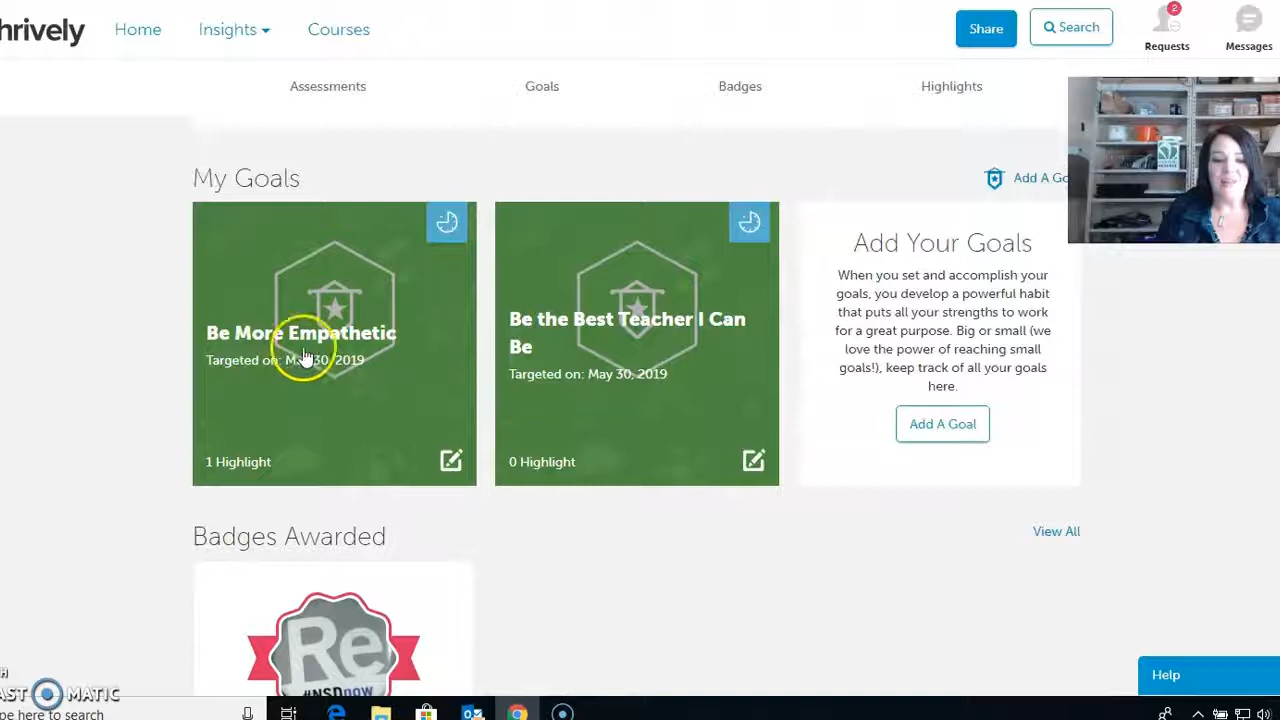 hrively
Home
Insights
Courses
Share
Search
2
Requests
Messages
Assessments
Goals
Badges
Highlights
My Goals
Add A Go
Be More Empathetic
Targeted on: May 30, 2019
1 Highlight
Be the Best Teacher I Can
Be
Targeted on: May 30, 2019
0 Highlight
Add Your Goals
When you set and accomplish your
goals, you develop a powerful habit
that puts all your strengths to work
for a great purpose. Big or small (we
love the power of reaching small
goals!), keep track of all your goals
here.
Add A Goal
Badges Awarded
View All
Re
#NSDnow
Help
H
AST MATIC
pe here to search